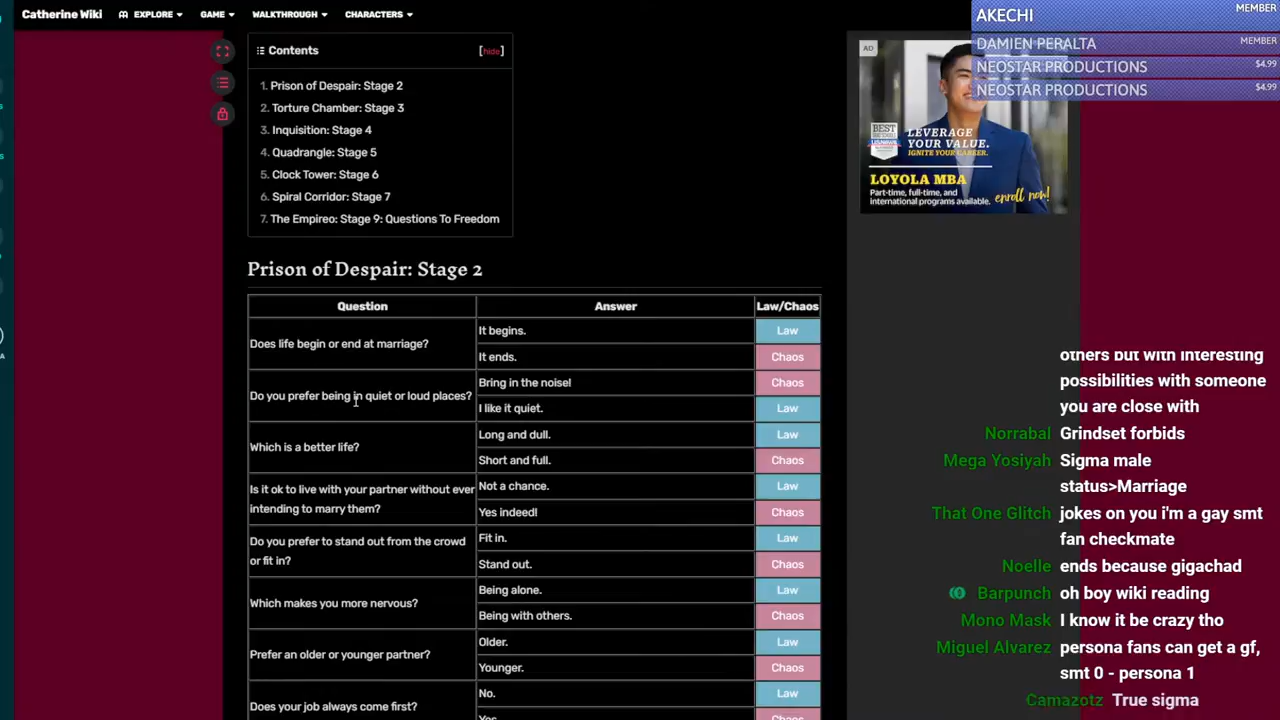 Catherine Wiki
EXPLORE
GAME
WALKTHROUGH
CHARACTERS
AKECHI MEMBER
DAMIEN PERALTA MEMBER
NEOSTAR PRODUCTIONS $4.99
NEOSTAR PRODUCTIONS $4.99
Contents [hide]
1. Prison of Despair: Stage 2
2. Torture Chamber: Stage 3
3. Inquisition: Stage 4
4. Quadrangle: Stage 5
5. Clock Tower: Stage 6
6. Spiral Corridor: Stage 7
7. The Empireo: Stage 9: Questions To Freedom
AD
BEST
LEVERAGE
YOUR VALUE.
IGNITE YOUR CAREER.
LOYOLA MBA
Part-time, full-time, and
international programs available.
enroll now!
Prison of Despair: Stage 2
Question Answer Law/Chaos
Does life begin or end at marriage?
It begins. Law
It ends. Chaos
Do you prefer being in quiet or loud places?
Bring in the noise! Chaos
I like it quiet. Law
Which is a better life?
Long and dull. Law
Short and full. Chaos
Is it ok to live with your partner without ever
intending to marry them?
Not a chance. Law
Yes indeed! Chaos
Do you prefer to stand out from the crowd
or fit in?
Fit in. Law
Stand out. Chaos
Which makes you more nervous?
Being alone. Law
Being with others. Chaos
Prefer an older or younger partner?
Older. Law
Younger. Chaos
Does your job always come first?
No. Law
Yes. Chaos
others but with interesting
possibilities with someone
you are close with
Norrabal Grindset forbids
Mega Yosiyah Sigma male
status>Marriage
That One Glitch jokes on you i'm a gay smt
fan checkmate
Noelle ends because gigachad
Barpunch oh boy wiki reading
Mono Mask I know it be crazy tho
Miguel Alvarez persona fans can get a gf,
smt 0 - persona 1
Camazotz True sigma